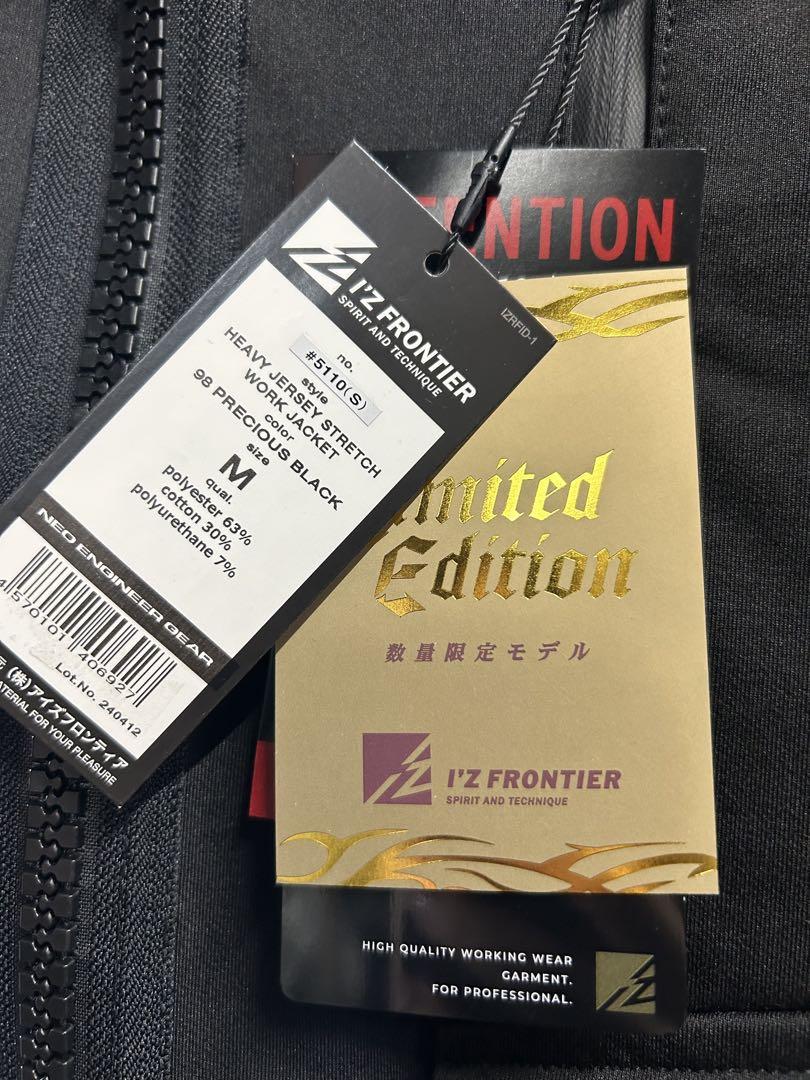 I'Z FRONTIER
SPIRIT AND TECHNIQUE
no.
#5110(S)
style
HEAVY JERSEY STRETCH
WORK JACKET
color
98 PRECIOUS BLACK
size
M
qual.
polyester 63%
cotton 30%
polyurethane 7%
NEO ENGINEER GEAR
4 570101 406927
Lot.No. 240412
(株)アイズフロンティア
FOR YOUR PLEASURE
IZRFID-1
Edition
数量限定モデル
I'Z FRONTIER
SPIRIT AND TECHNIQUE
HIGH QUALITY WORKING WEAR
GARMENT.
FOR PROFESSIONAL.